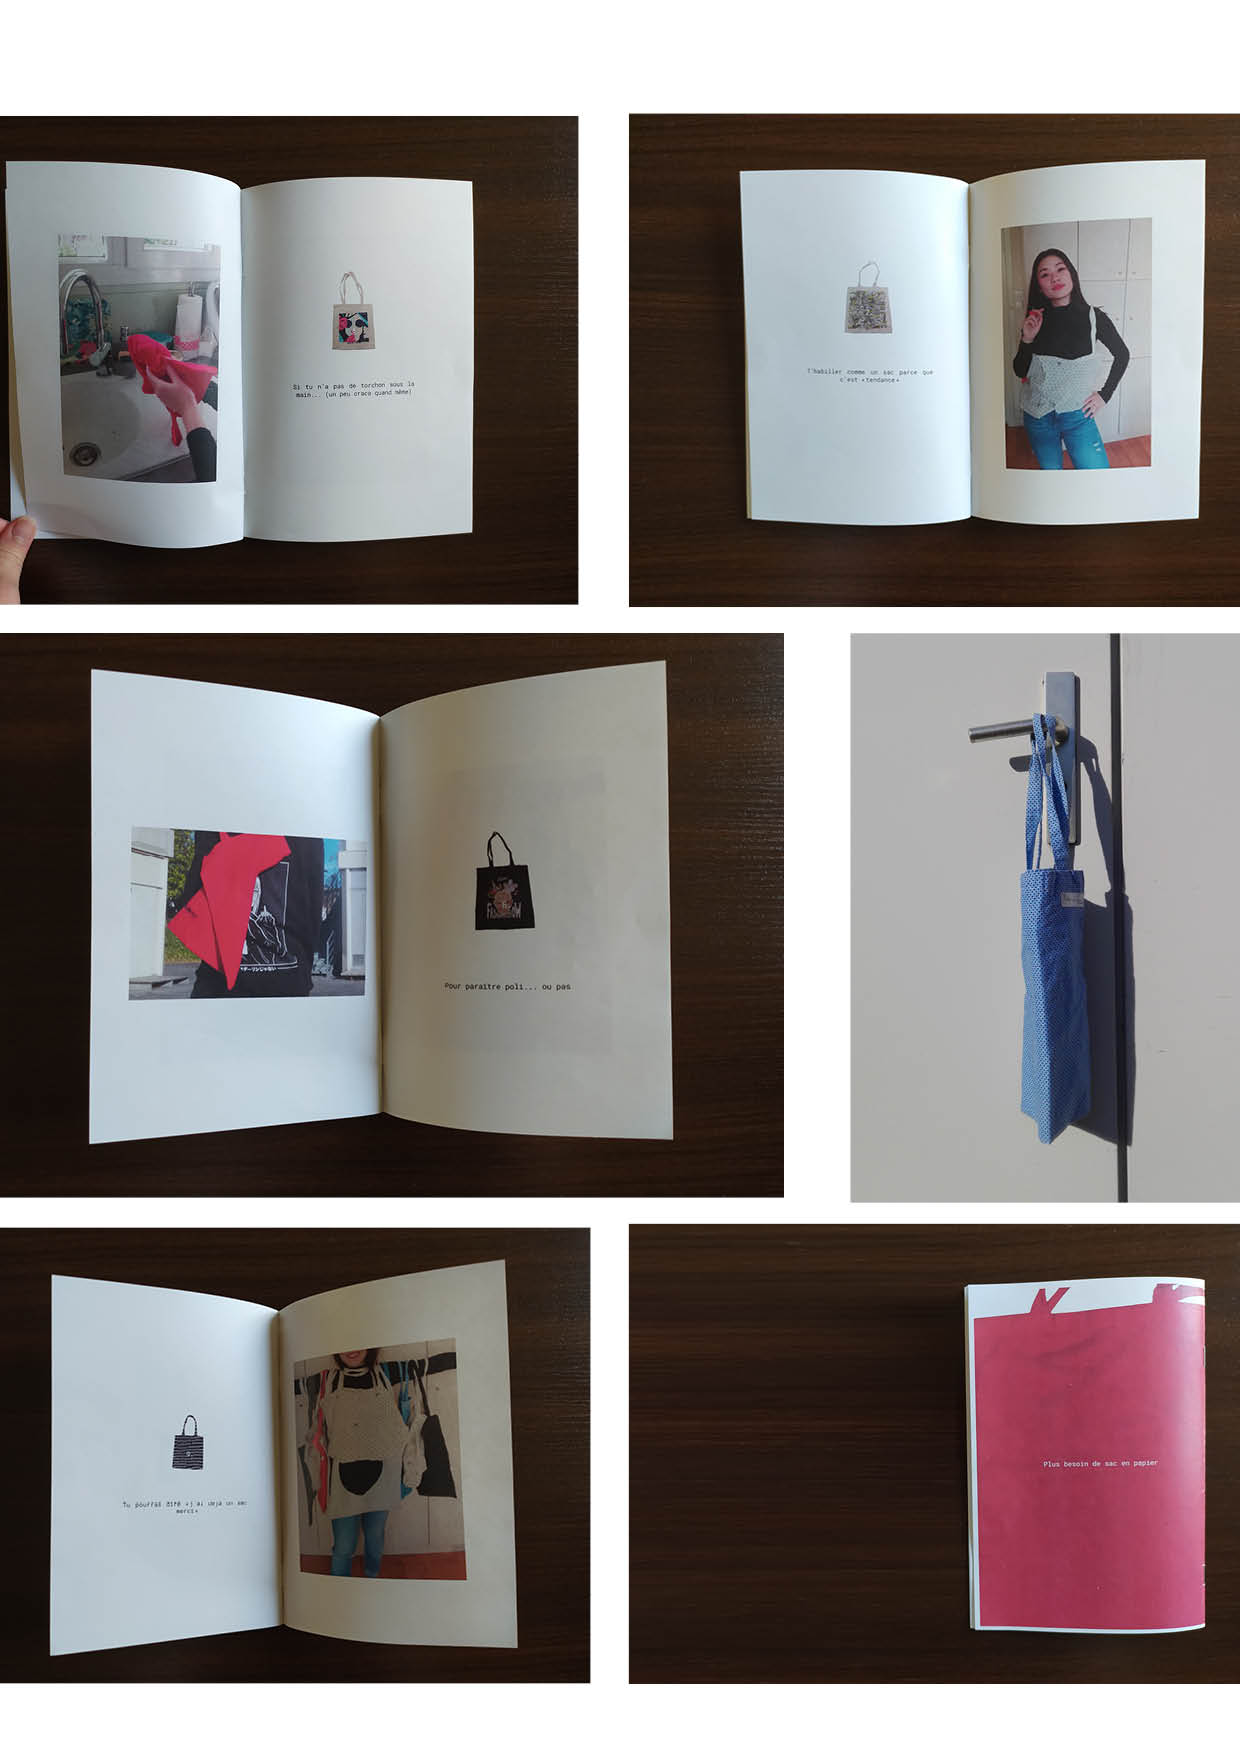 Si tu n'a pas de torchon sous la
main... (un peu crace quand même)
T'habiller comme un sac parce que
c'est «tendance»
Pour paraitre poli... ou pas
Tu pourras dire «j'ai deja un sac
merci»
Plus besoin de sac en papier